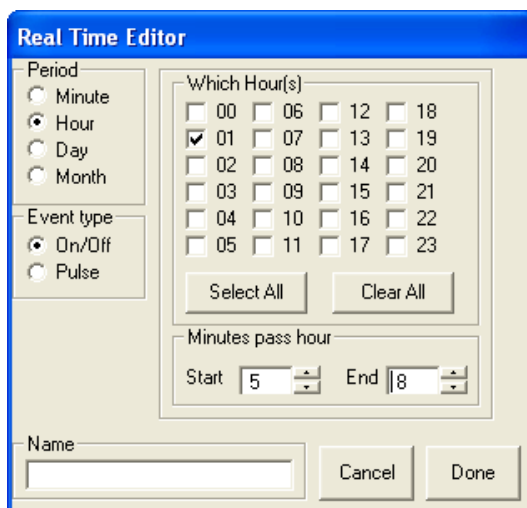 Real Time Editor
Period
Minute
Hour
Day
Month
Event type
On/Off
Pulse
Which Hour(s)
00 06 12 18
01 07 13 19
02 08 14 20
03 09 15 21
04 10 16 22
05 11 17 23
Select All Clear All
Minutes pass hour
Start 5 End 8
Name
Cancel Done